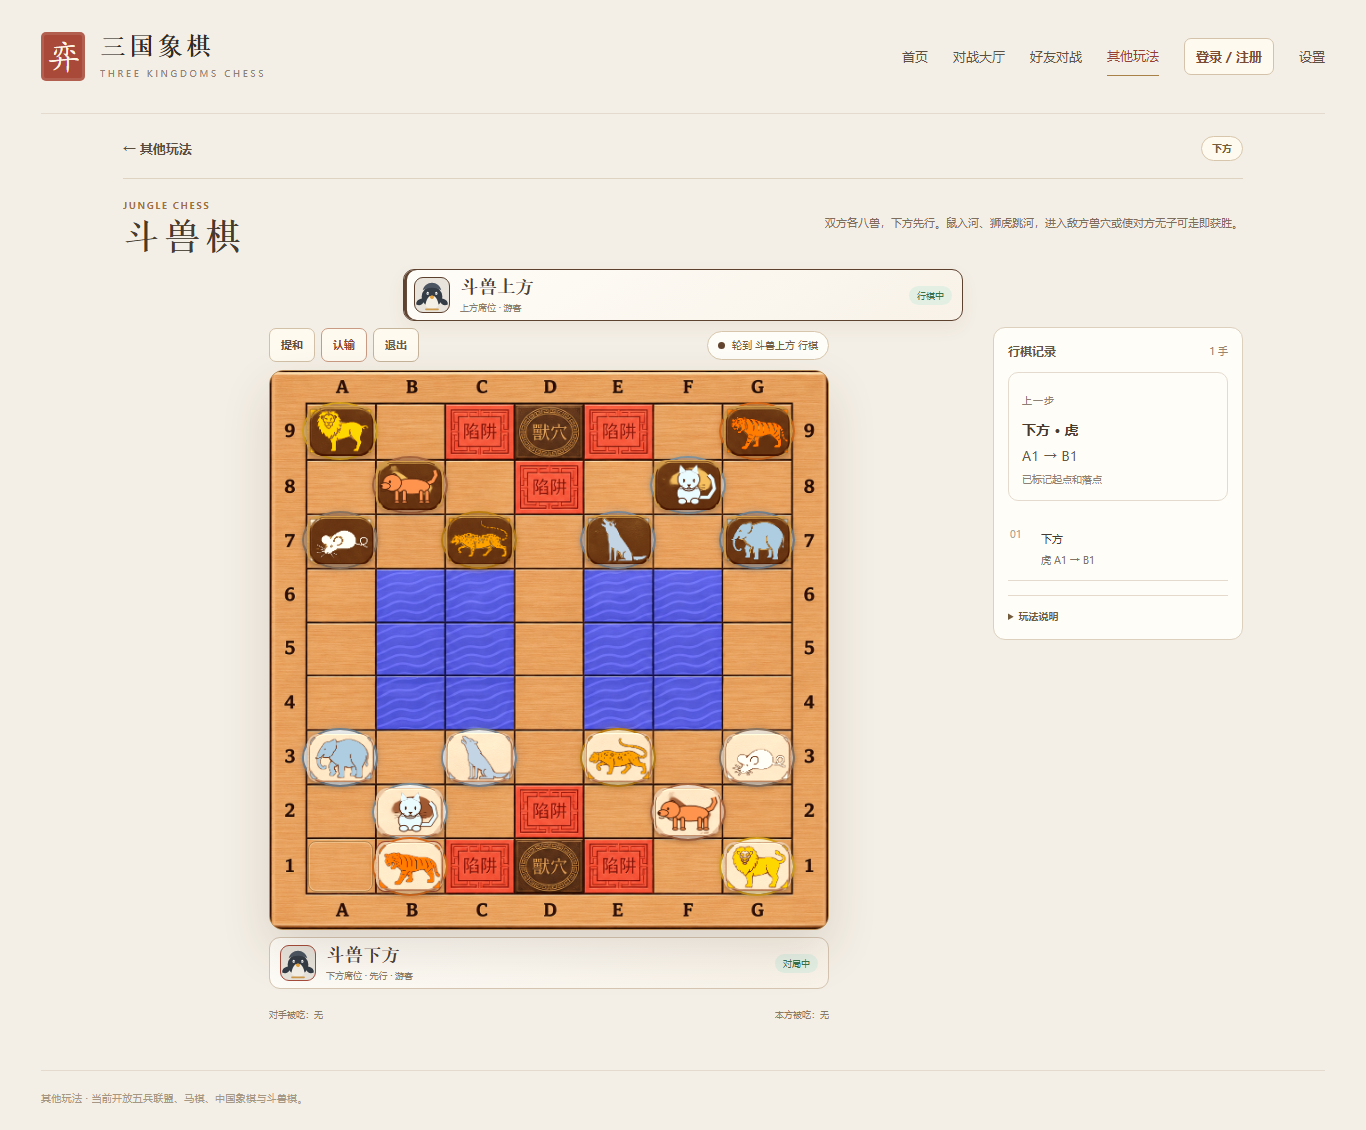 弈
三国象棋
THREE KINGDOMS CHESS
首页
对战大厅
好友对战
其他玩法
登录 / 注册
设置
← 其他玩法
下方
JUNGLE CHESS
斗兽棋
双方各八兽，下方先行。鼠入河、狮虎跳河，进入敌方兽穴或使对方无子可走即获胜。
斗兽上方
上方席位 · 游客
行棋中
提和
认输
退出
轮到 斗兽上方 行棋
A B C D E F G
9 陷阱 獸穴 陷阱 9
8 陷阱 8
7 7
6 6
5 5
4 4
3 3
2 陷阱 2
1 陷阱 獸穴 陷阱 1
A B C D E F G
斗兽下方
下方席位 · 先行 · 游客
对局中
对手被吃：无
本方被吃：无
行棋记录
1 手
上一步
下方 • 虎
A1 → B1
已标记起点和落点
01
下方
虎 A1 → B1
玩法说明
其他玩法 · 当前开放五兵联盟、马棋、中国象棋与斗兽棋。